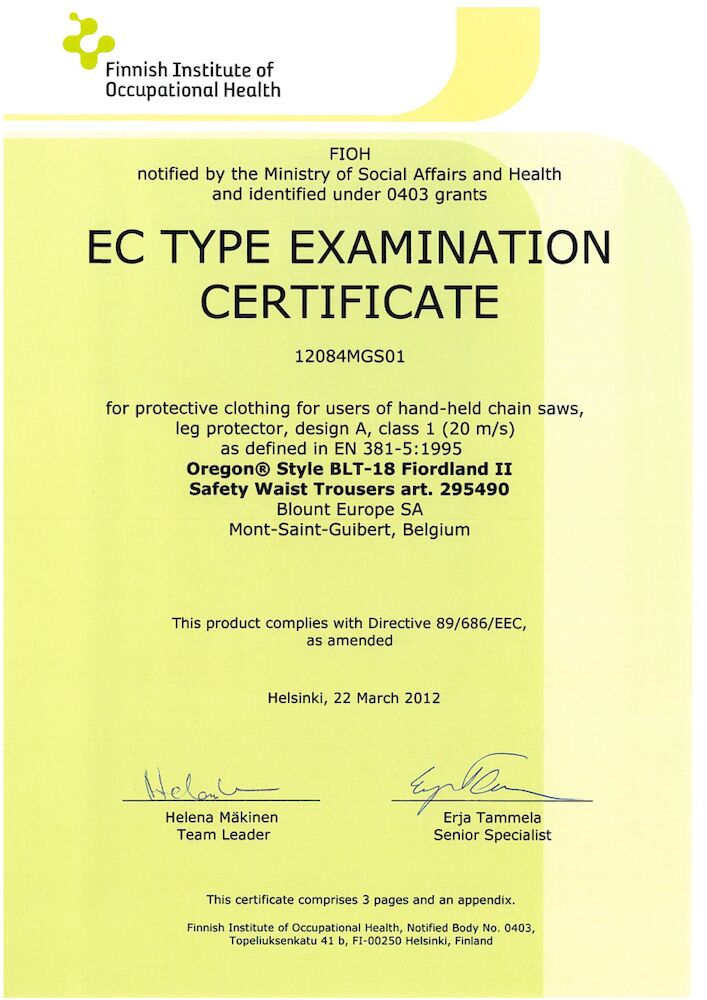 Finnish Institute of
Occupational Health
FIOH
notified by the Ministry of Social Affairs and Health
and identified under 0403 grants
EC TYPE EXAMINATION
CERTIFICATE
12084MGS01
for protective clothing for users of hand-held chain saws,
leg protector, design A, class 1 (20 m/s)
as defined in EN 381-5:1995
Oregon® Style BLT-18 Fiordland II
Safety Waist Trousers art. 295490
Blount Europe SA
Mont-Saint-Guibert, Belgium
This product complies with Directive 89/686/EEC,
as amended
Helsinki, 22 March 2012
Helena Mäkinen
Team Leader
Erja Tammela
Senior Specialist
This certificate comprises 3 pages and an appendix.
Finnish Institute of Occupational Health, Notified Body No. 0403,
Topeliuksenkatu 41 b, FI-00250 Helsinki, Finland